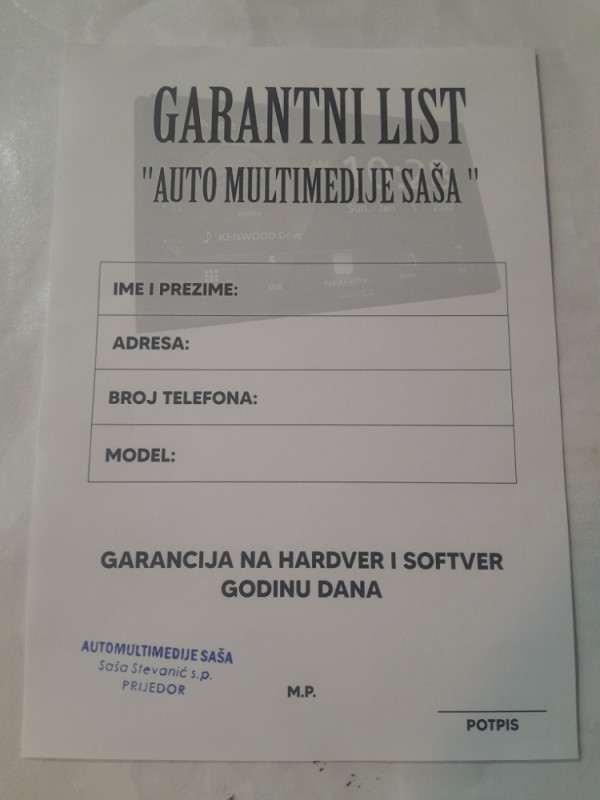 GARANTNI LIST
"AUTO MULTIMEDIJE SAŠA "
♪ KENWOOD
IME I PREZIME:
ADRESA:
BROJ TELEFONA:
MODEL:
GARANCIJA NA HARDVER I SOFTVER
GODINU DANA
AUTOMULTIMEDIJE SAŠA
Saša Stevanić s.p.
PRIJEDOR
M.P.
POTPIS